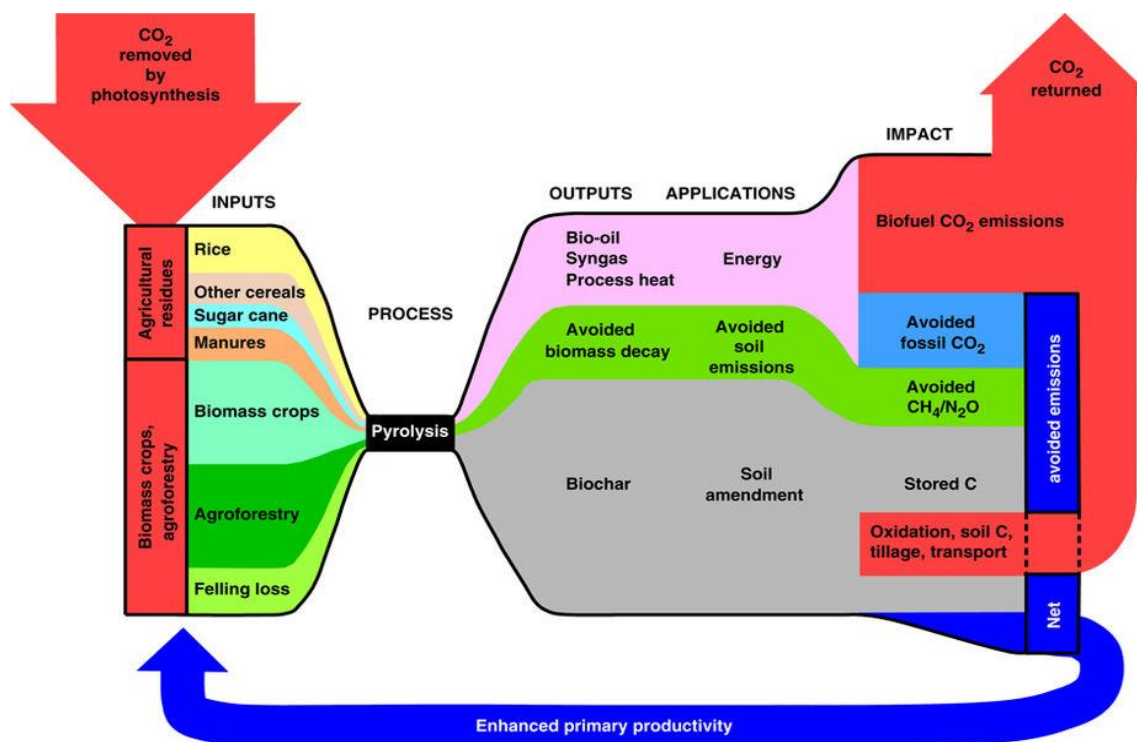 CO2
removed
by
photosynthesis
CO2
returned
IMPACT
INPUTS
OUTPUTS
APPLICATIONS
PROCESS
Agricultural
residues
Rice
Other cereals
Sugar cane
Manures
Biomass crops,
agroforestry
Biomass crops
Agroforestry
Felling loss
Pyrolysis
Bio-oil
Syngas
Process heat
Energy
Biofuel CO2 emissions
Avoided
biomass decay
Avoided
soil
emissions
Avoided
fossil CO2
Avoided
CH4/N2O
Biochar
Soil
amendment
Stored C
Oxidation, soil C,
tillage, transport
avoided emissions
Net
Enhanced primary productivity